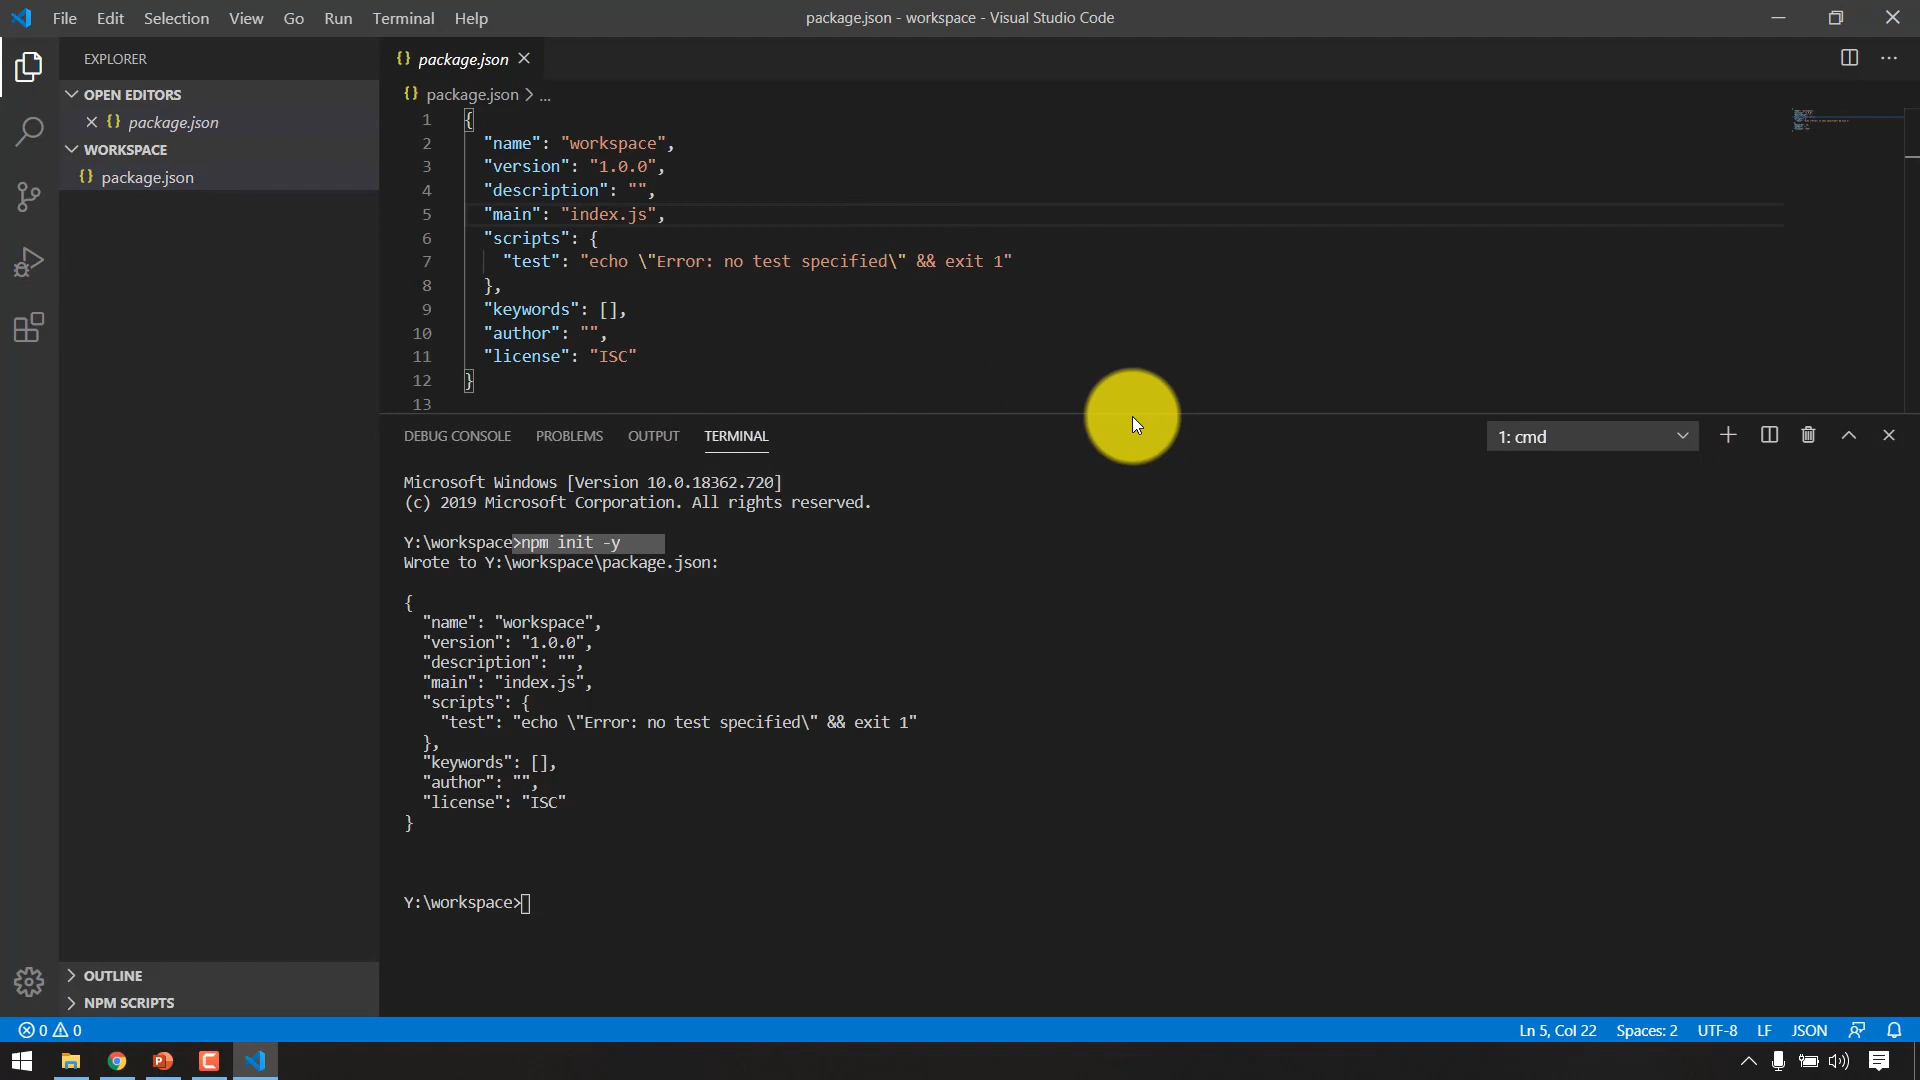 File Edit Selection View Go Run Terminal Help
package.json - workspace - Visual Studio Code
EXPLORER
OPEN EDITORS
{} package.json
WORKSPACE
{} package.json
OUTLINE
NPM SCRIPTS
{} package.json
{} package.json > ...
1 {
2 "name": "workspace",
3 "version": "1.0.0",
4 "description": "",
5 "main": "index.js",
6 "scripts": {
7 "test": "echo \"Error: no test specified\" && exit 1"
8 },
9 "keywords": [],
10 "author": "",
11 "license": "ISC"
12 }
13
DEBUG CONSOLE PROBLEMS OUTPUT TERMINAL
1: cmd
Microsoft Windows [Version 10.0.18362.720]
(c) 2019 Microsoft Corporation. All rights reserved.
Y:\workspace>npm init -y
Wrote to Y:\workspace\package.json:
{
"name": "workspace",
"version": "1.0.0",
"description": "",
"main": "index.js",
"scripts": {
"test": "echo \"Error: no test specified\" && exit 1"
},
"keywords": [],
"author": "",
"license": "ISC"
}
Y:\workspace>
0 0
Ln 5, Col 22 Spaces: 2 UTF-8 LF JSON